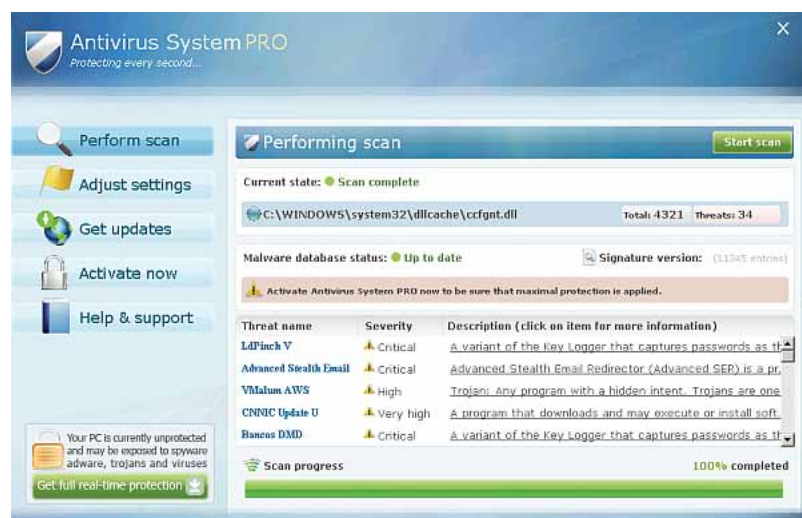 Antivirus System PRO
Protecting every second...
Perform scan
Adjust settings
Get updates
Activate now
Help & support
Your PC is currently unprotected
and may be exposed to spyware
adware, trojans and viruses
Get full real-time protection
Performing scan
Start scan
Current state: Scan complete
C:\WINDOWS\system32\dllcache\ccfgnt.dll
Total: 4321 Threats: 34
Malware database status: Up to date
Signature version: (11345 entries)
Activate Antivirus System PRO now to be sure that maximal protection is applied.
Threat name Severity Description (click on item for more information)
LdPinch V Critical A variant of the Key Logger that captures passwords as th
Advanced Stealth Email Critical Advanced Stealth Email Redirector (Advanced SER) is a pr
VMalum AWS High Trojan: Any program with a hidden intent. Trojans are one
CNNIC Update U Very high A program that downloads and may execute or install soft
Bancos DMD Critical A variant of the Key Logger that captures passwords as th
Scan progress
100% completed